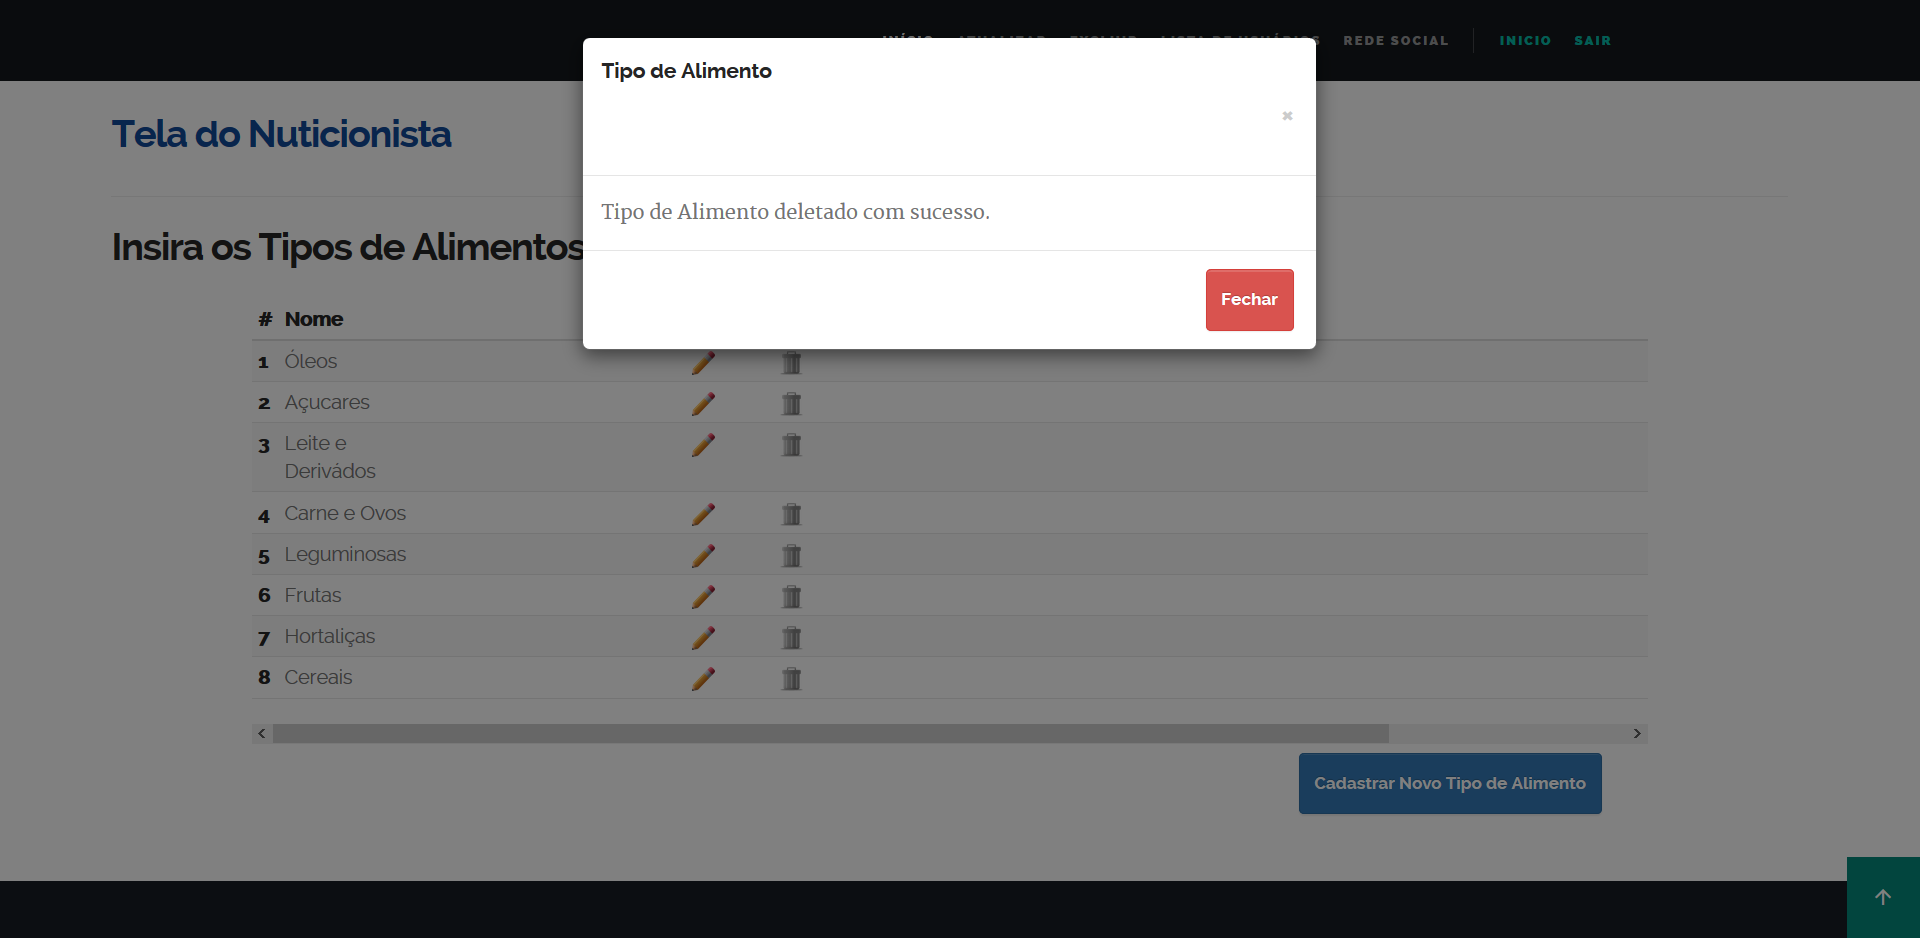 REDE SOCIAL INICIO SAIR
Tipo de Alimento
Tela do Nuticionista
Tipo de Alimento deletado com sucesso.
Insira os Tipos de Alimentos
Fechar
# Nome
1 Óleos
2 Açucares
3 Leite e
Derivádos
4 Carne e Ovos
5 Leguminosas
6 Frutas
7 Hortaliças
8 Cereais
Cadastrar Novo Tipo de Alimento